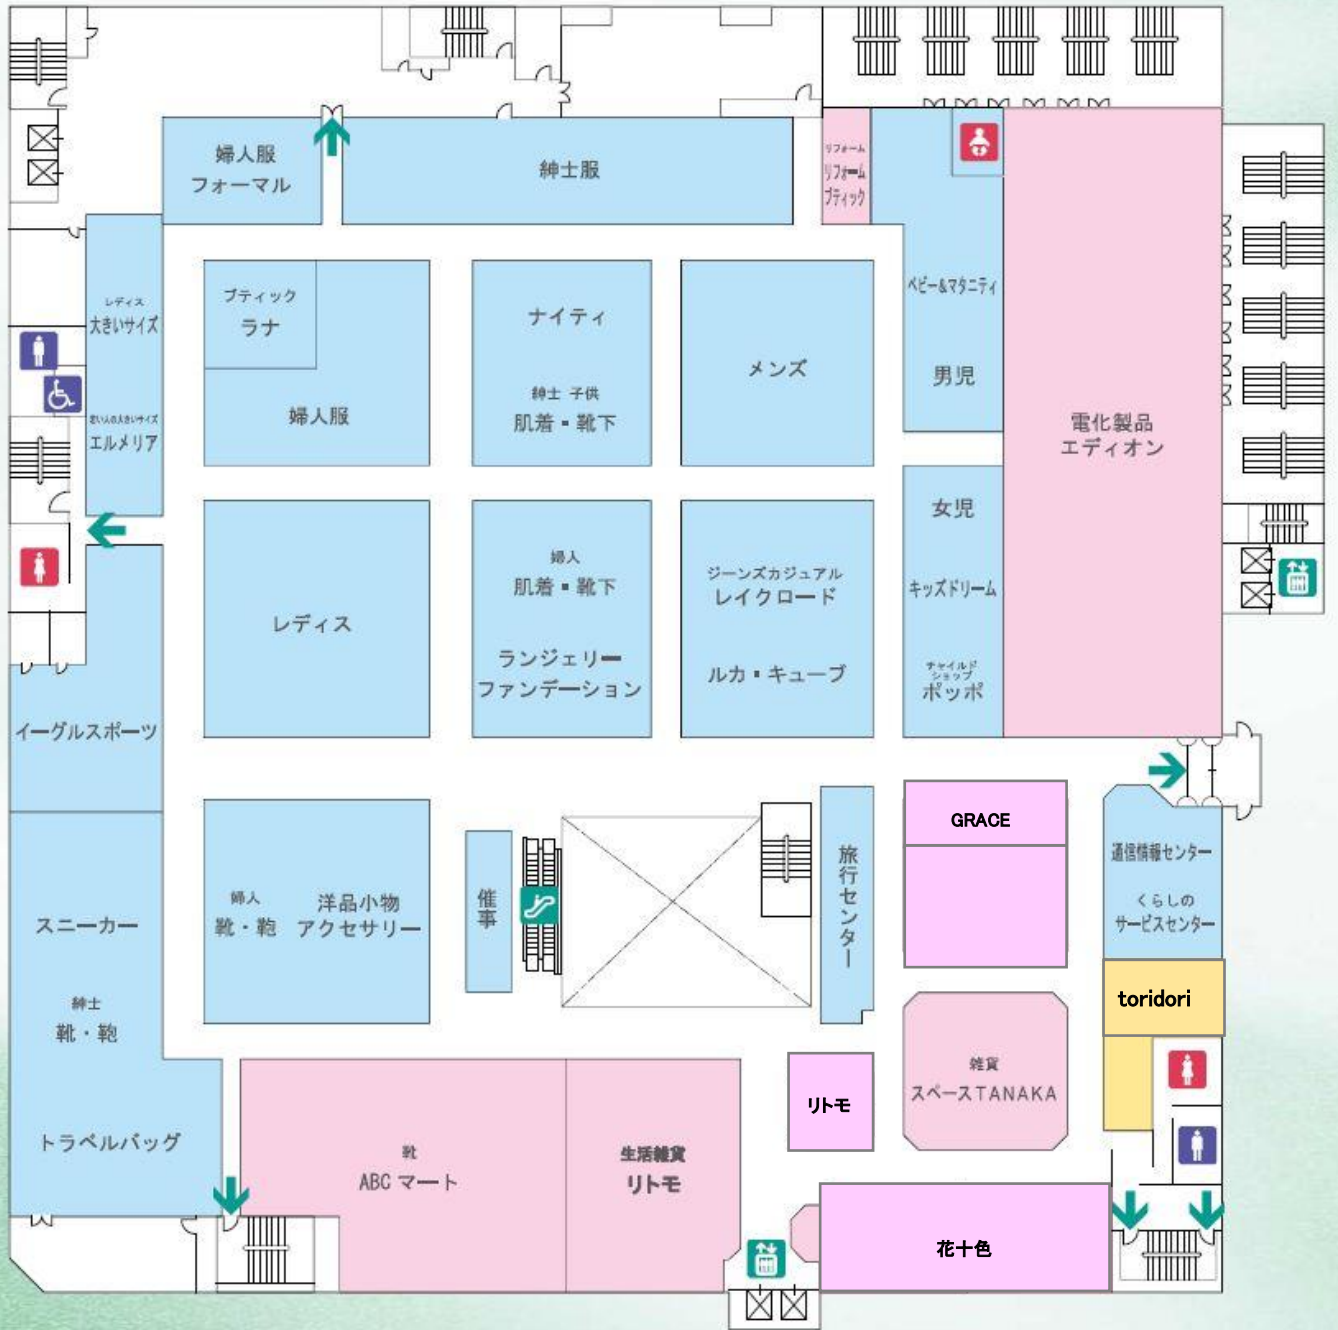 婦人服
フォーマル
紳士服
リフォーム
リフォーム
ブティック
レディス
大きいサイズ
エルメリア
ブティック
ラナ
婦人服
ナイティ
紳士 子供
肌着・靴下
メンズ
ベビー&マタニティ
男児
電化製品
エディオン
レディス
婦人
肌着・靴下
ランジェリー
ファンデーション
ジーンズカジュアル
レイクロード
ルカ・キューブ
女児
キッズドリーム
チャイルド
ショップ
ポッポ
イーグルスポーツ
スニーカー
紳士
靴・鞄
トラベルバッグ
婦人
靴・鞄
洋品小物
アクセサリー
催事
旅行センター
GRACE
通信情報センター
くらしの
サービスセンター
toridori
雑貨
スペースTANAKA
リトモ
靴
ABC マート
生活雑貨
リトモ
花十色